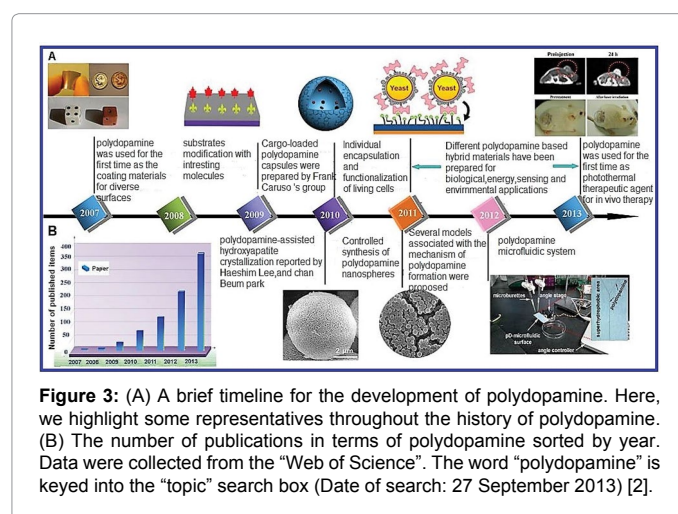 A
Yeast
Yeast
Preinjection
24 h
Pretreatment
polydopamine
was used for the
first time as the
coating materials
for diverse
surfaces
substrates
modification with
intresting
molecules
Cargo-loaded
polydopamine
capsules were
prepared by Frank
Caruso 's group
Individual
encapsulation
and
functionalization
of living cells
Different polydopamine based
hybrid materials have been
prepared for
biological,energy,sensing and
envirmental applications
polydopamine
was used for the
first time as
photothermal
therapeutic agent
for in vivo therapy
2007
2008
2009
2010
2011
2012
2013
B
polydopamine-assisted
hydroxyapatite
crystallization reported by
Haeshim Lee,and chan
Beum park
Controlled
synthesis of
polydopamine
nanospheres
Several models
associated with the
mechanism of
polydopamine
formation were
proposed
polydopamine
microfluidic system
Number of published items
400
350
300
250
200
150
100
50
0
Paper
2007 2008 2009 2010 2011 2012 2013
2 μm
microburettes
angle stage
pD-microfluidic
surface
angle controller
superhydrophobic area
polydopamine
Figure 3: (A) A brief timeline for the development of polydopamine. Here,
we highlight some representatives throughout the history of polydopamine.
(B) The number of publications in terms of polydopamine sorted by year.
Data were collected from the “Web of Science”. The word “polydopamine” is
keyed into the “topic” search box (Date of search: 27 September 2013) [2].